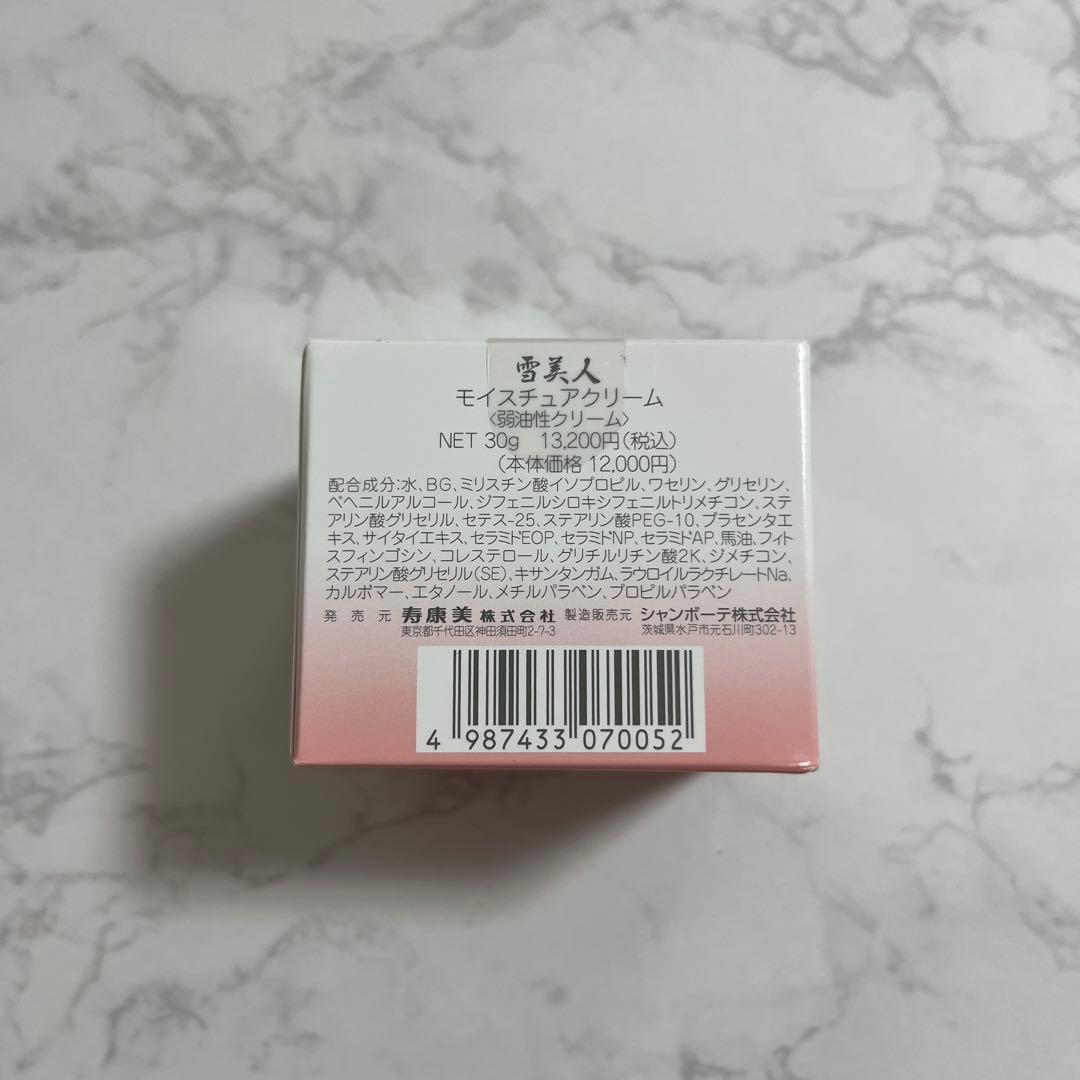 雪美人
モイスチュアクリーム
〈弱油性クリーム〉
NET 30g 13,200円(税込)
(本体価格 12,000円)
配合成分:水、BG、ミリスチン酸イソプロピル、ワセリン、グリセリン、
ベヘニルアルコール、ジフェニルシロキシフェニルトリメチコン、ステ
アリン酸グリセリル、セテス-25、ステアリン酸PEG-10、プラセンタエ
キス、サイタイエキス、セラミドEOP、セラミドNP、セラミドAP、馬油、フィト
スフィンゴシン、コレステロール、グリチルリチン酸2K、ジメチコン、
ステアリン酸グリセリル(SE)、キサンタンガム、ラウロイルラクチレートNa、
カルボマー、エタノール、メチルパラベン、プロピルパラベン
発売元 寿康美株式会社 製造販売元 シャンボーテ株式会社
東京都千代田区神田須田町2-7-3 茨城県水戸市元石川町302-13
4 987433 070052